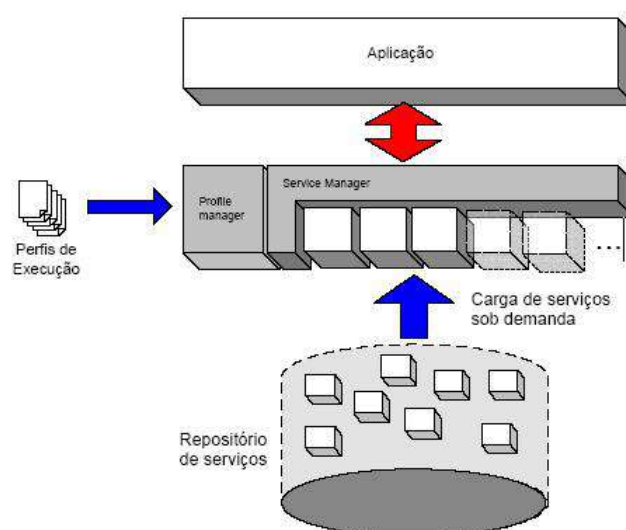 Aplicação
Service Manager
Profile
manager
Perfis de
Execução
...
Carga de serviços
sob demanda
Repositório
de serviços